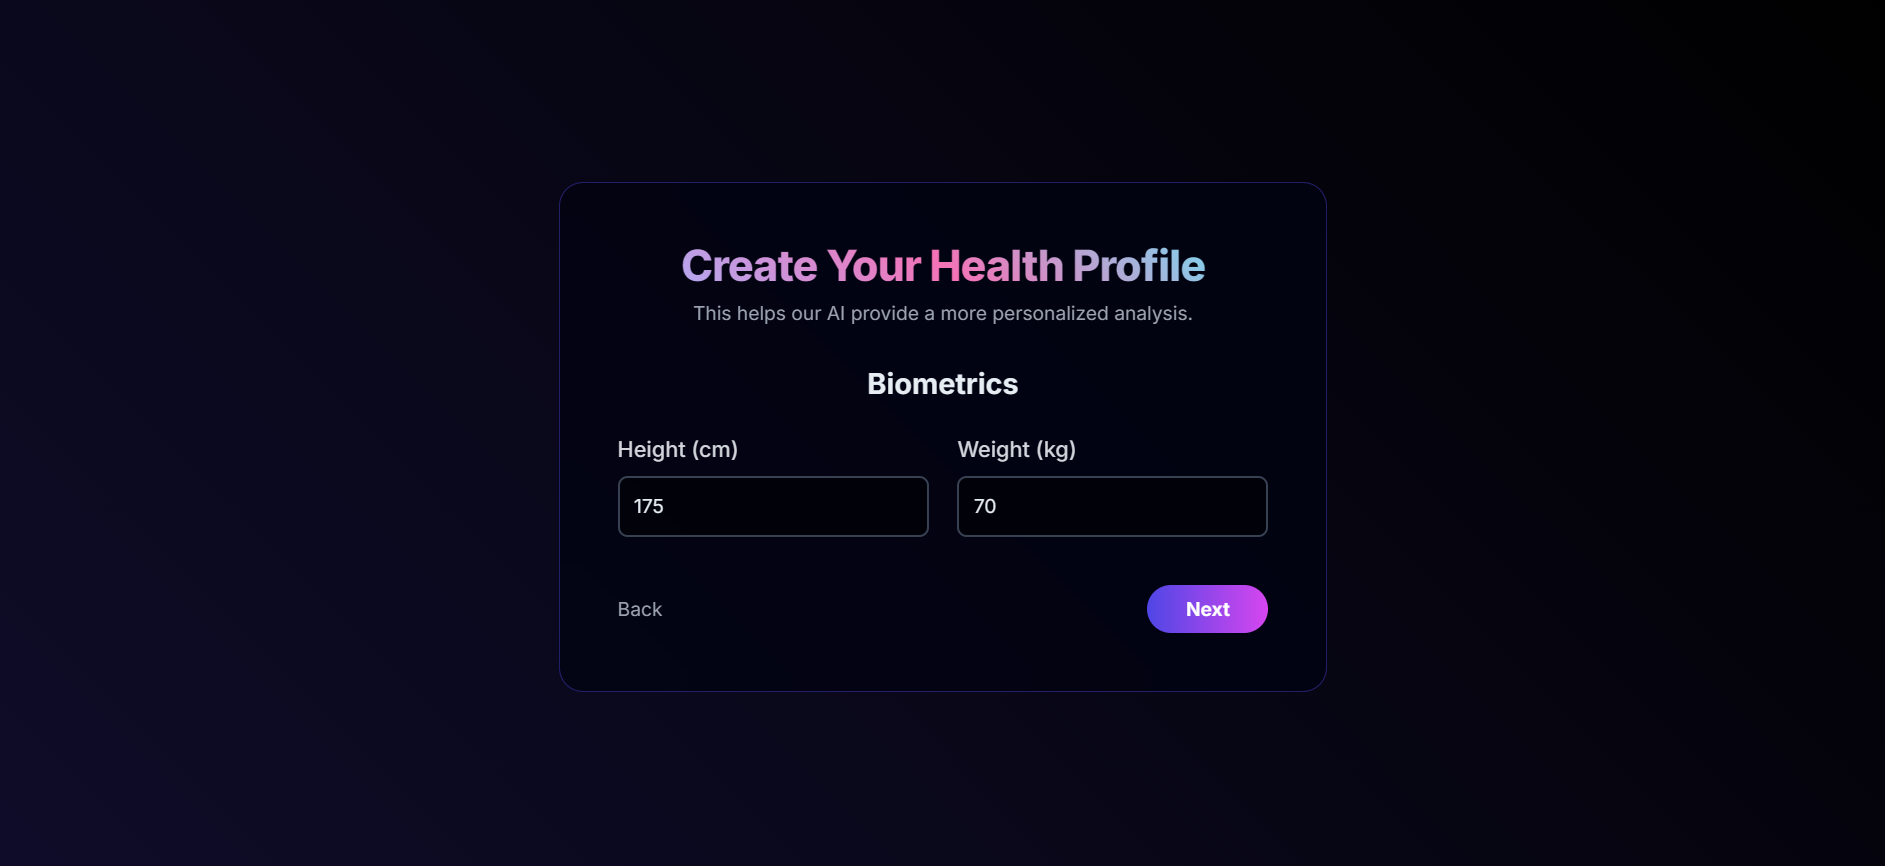 Create Your Health Profile
This helps our AI provide a more personalized analysis.
Biometrics
Height (cm) Weight (kg)
175 70
Back Next